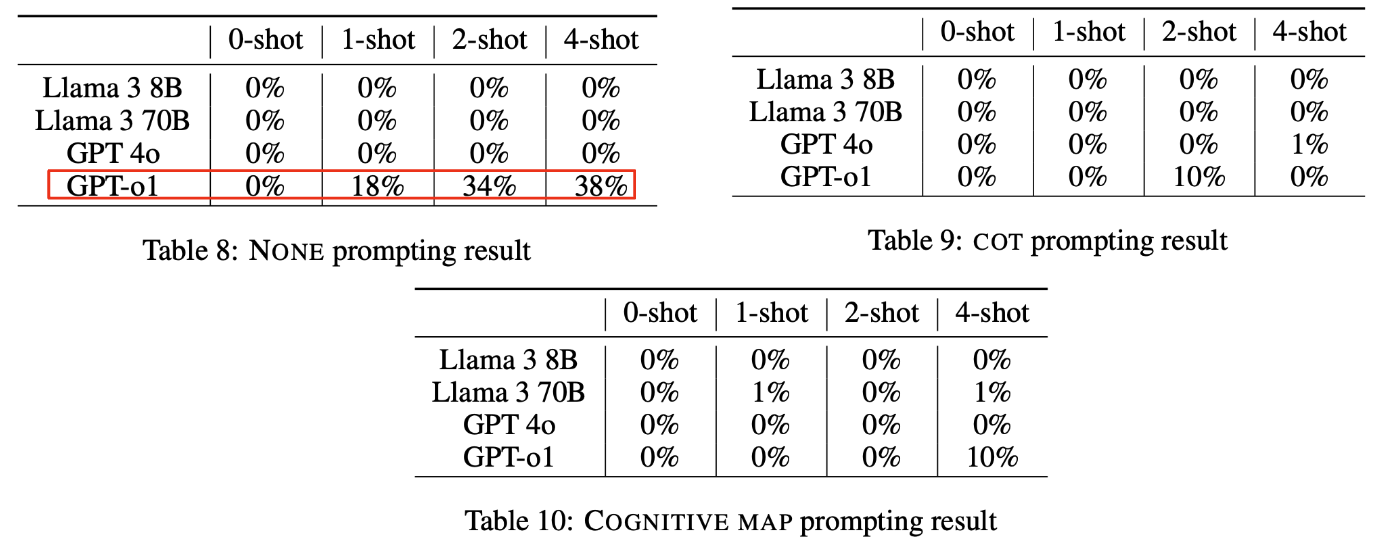 0-shot 1-shot 2-shot 4-shot
Llama 3 8B 0% 0% 0% 0%
Llama 3 70B 0% 0% 0% 0%
GPT 4o 0% 0% 0% 0%
GPT-o1 0% 18% 34% 38%
Table 8: NONE prompting result
0-shot 1-shot 2-shot 4-shot
Llama 3 8B 0% 0% 0% 0%
Llama 3 70B 0% 0% 0% 0%
GPT 4o 0% 0% 0% 1%
GPT-o1 0% 0% 10% 0%
Table 9: COT prompting result
0-shot 1-shot 2-shot 4-shot
Llama 3 8B 0% 0% 0% 0%
Llama 3 70B 0% 1% 0% 1%
GPT 4o 0% 0% 0% 0%
GPT-o1 0% 0% 0% 10%
Table 10: COGNITIVE MAP prompting result